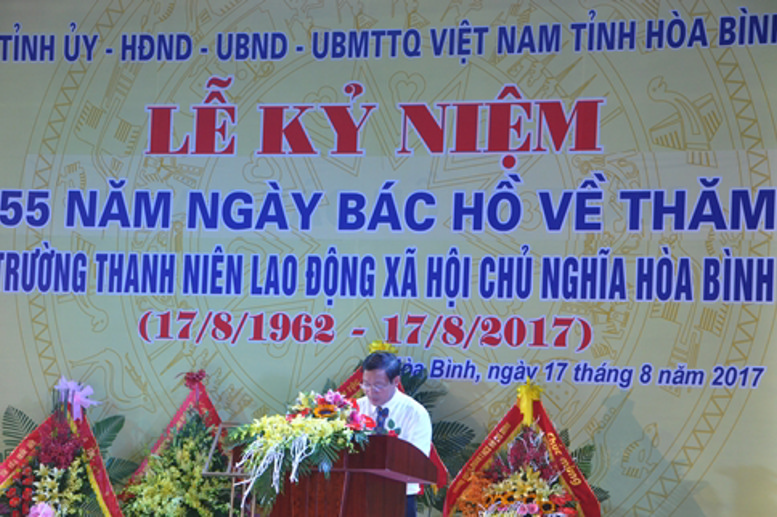 TỈNH ỦY - HĐND - UBND - UBMTTQ VIỆT NAM TỈNH HÒA BÌNH
LỄ KỶ NIỆM
55 NĂM NGÀY BÁC HỒ VỀ THĂM
TRƯỜNG THANH NIÊN LAO ĐỘNG XÃ HỘI CHỦ NGHĨA HÒA BÌNH
(17/8/1962 - 17/8/2017)
Hòa Bình, ngày 17 tháng 8 năm 2017